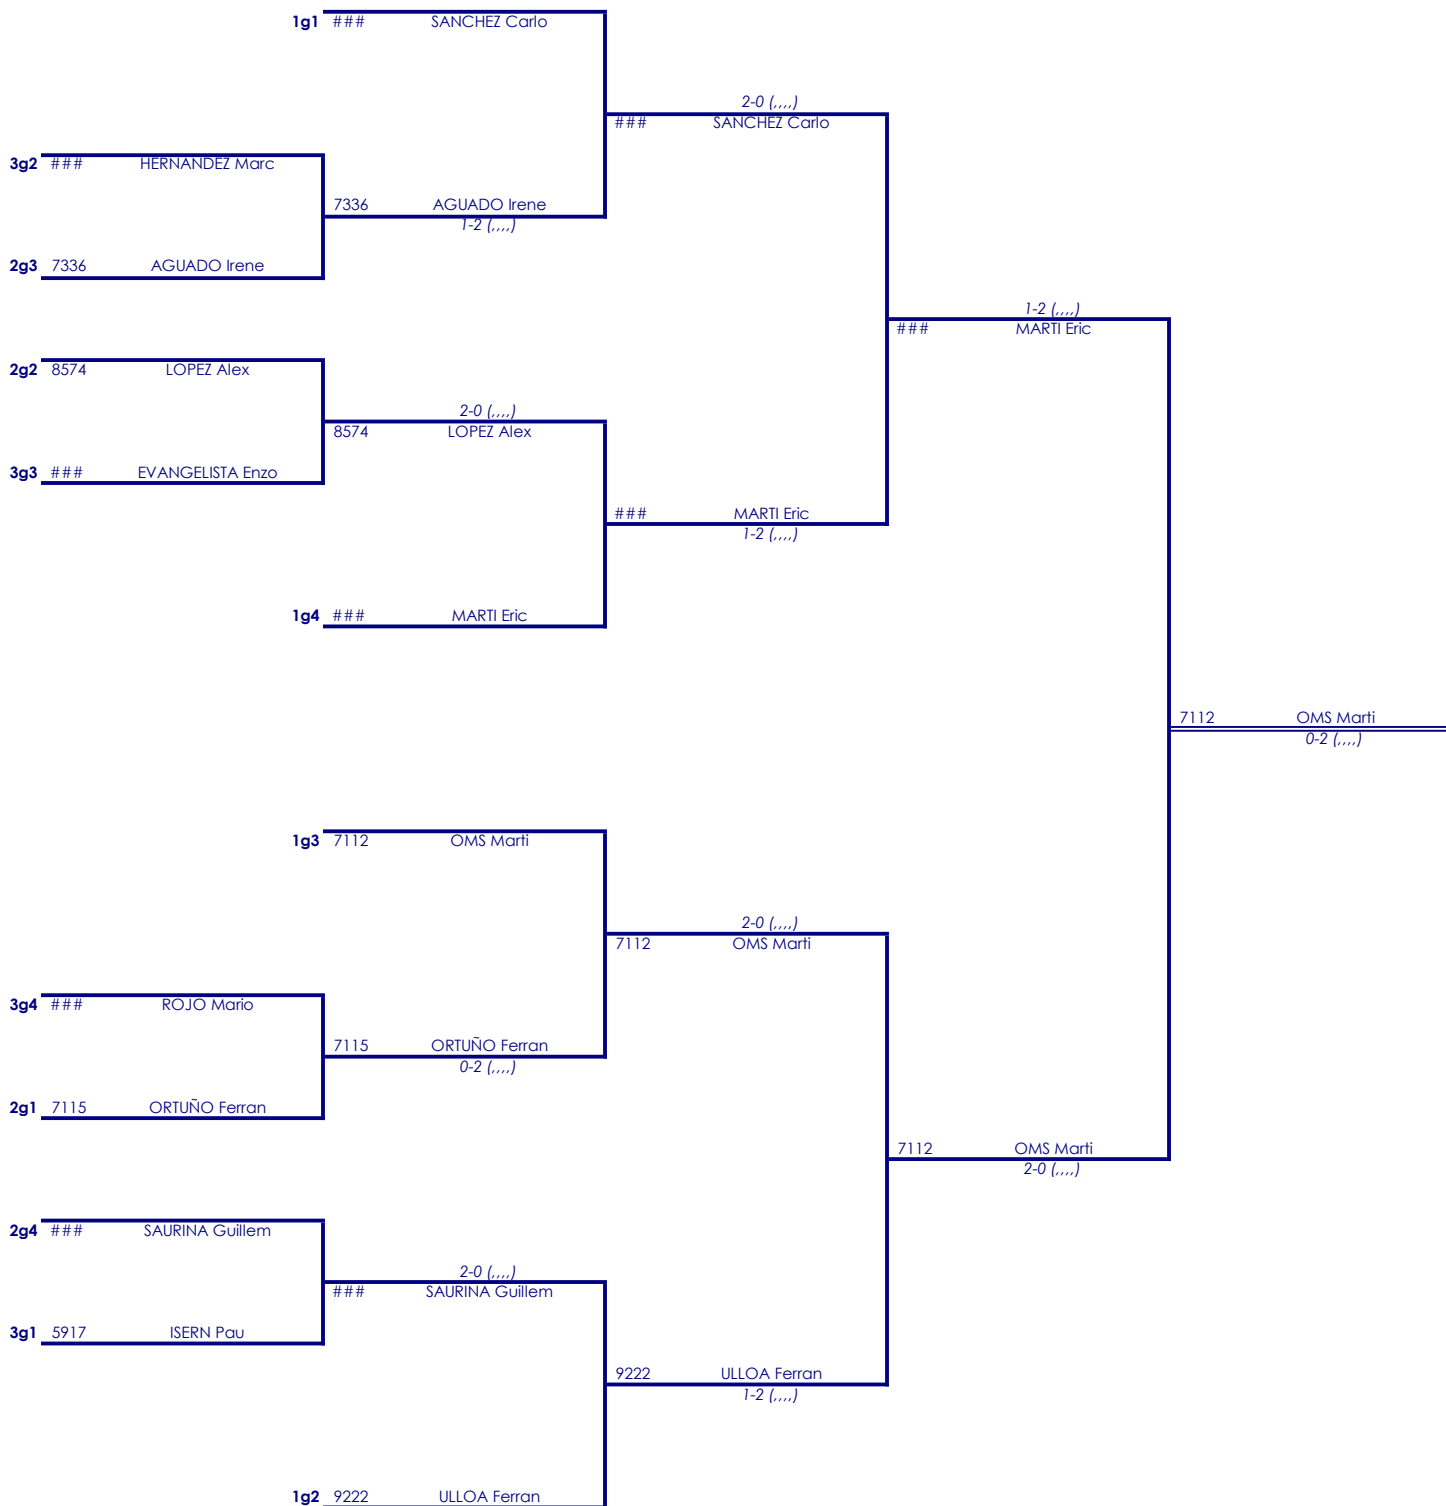 1g1 ### SANCHEZ Carlo
2-0 (,,,,)
### SANCHEZ Carlo
3g2 ### HERNANDEZ Marc
7336 AGUADO Irene
1-2 (,,,,)
2g3 7336 AGUADO Irene
1-2 (,,,,)
### MARTI Eric
2g2 8574 LOPEZ Alex
2-0 (,,,,)
8574 LOPEZ Alex
3g3 ### EVANGELISTA Enzo
### MARTI Eric
1-2 (,,,,)
1g4 ### MARTI Eric
7112 OMS Marti
0-2 (,,,,)
1g3 7112 OMS Marti
2-0 (,,,,)
7112 OMS Marti
3g4 ### ROJO Mario
7115 ORTUÑO Ferran
0-2 (,,,,)
2g1 7115 ORTUÑO Ferran
7112 OMS Marti
2-0 (,,,,)
2g4 ### SAURINA Guillem
2-0 (,,,,)
### SAURINA Guillem
3g1 5917 ISERN Pau
9222 ULLOA Ferran
1-2 (,,,,)
1g2 9222 ULLOA Ferran